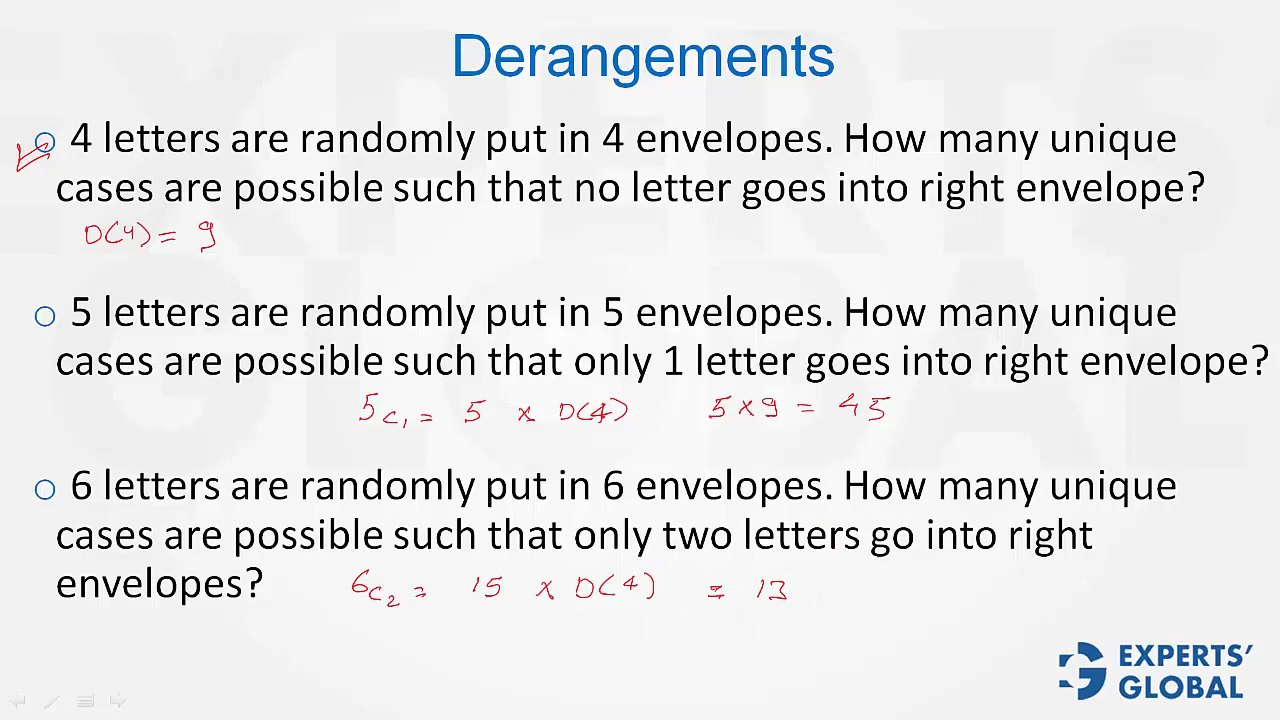 Derangements
4 letters are randomly put in 4 envelopes. How many unique
cases are possible such that no letter goes into right envelope?
D(4) = 9
5 letters are randomly put in 5 envelopes. How many unique
cases are possible such that only 1 letter goes into right envelope?
5C1 = 5 x D(4) 5 x 9 = 45
6 letters are randomly put in 6 envelopes. How many unique
cases are possible such that only two letters go into right
envelopes? 6C2 = 15 x D(4) = 13
EXPERTS'
GLOBAL